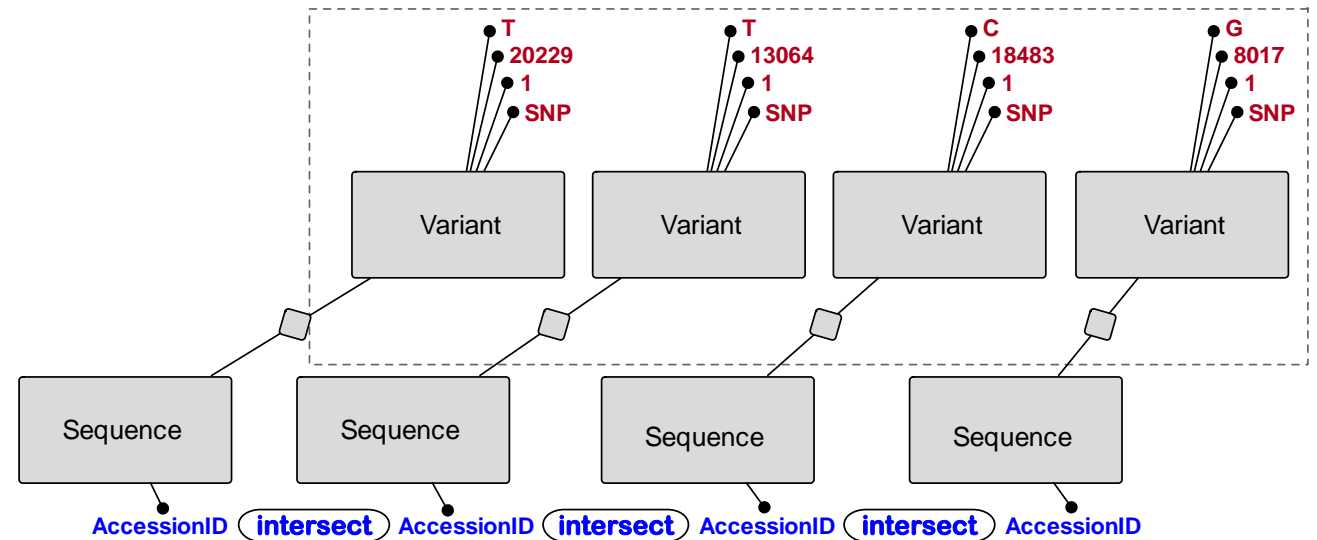 T T C G
20229 13064 18483 8017
1 1 1 1
SNP SNP SNP SNP
Variant Variant Variant Variant
Sequence Sequence Sequence Sequence
AccessionID intersect AccessionID intersect AccessionID intersect AccessionID